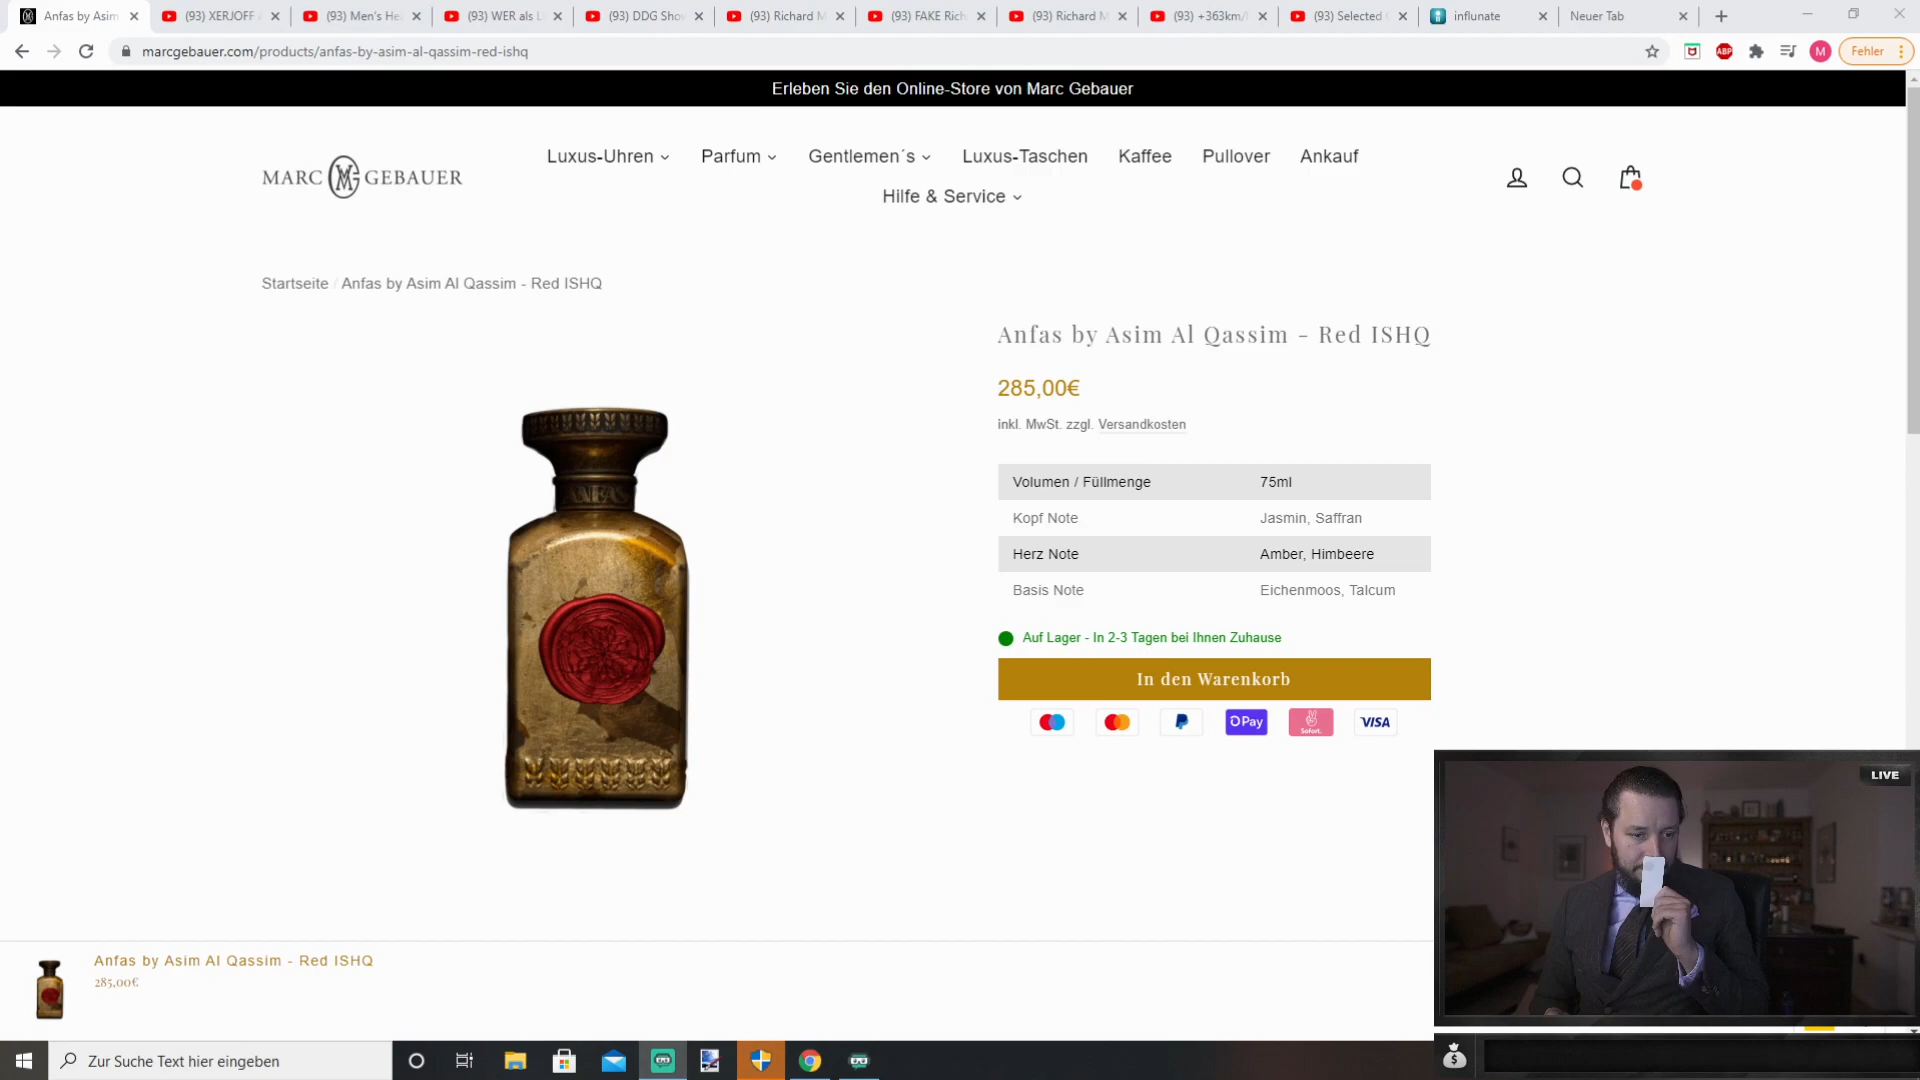 Anfas by Asim
(93) XERJOFF
(93) Men's He
(93) WER als L
(93) DDG Sho
(93) Richard M
(93) FAKE Rich
(93) Richard M
(93) +363km/
(93) Selected
influnate
Neuer Tab
marcgebauer.com/products/anfas-by-asim-al-qassim-red-ishq
ABP
M
Fehler
Erleben Sie den Online-Store von Marc Gebauer
MARC GEBAUER
Luxus-Uhren
Parfum
Gentlemen´s
Luxus-Taschen
Kaffee
Pullover
Ankauf
Hilfe & Service
Startseite / Anfas by Asim Al Qassim - Red ISHQ
Anfas by Asim Al Qassim - Red ISHQ
285,00€
inkl. MwSt. zzgl. Versandkosten
Volumen / Füllmenge 75ml
Kopf Note Jasmin, Saffran
Herz Note Amber, Himbeere
Basis Note Eichenmoos, Talcum
Auf Lager - In 2-3 Tagen bei Ihnen Zuhause
In den Warenkorb
Pay
Sofort.
VISA
ANFAS
LIVE
Anfas by Asim Al Qassim - Red ISHQ
285,00€
Zur Suche Text hier eingeben